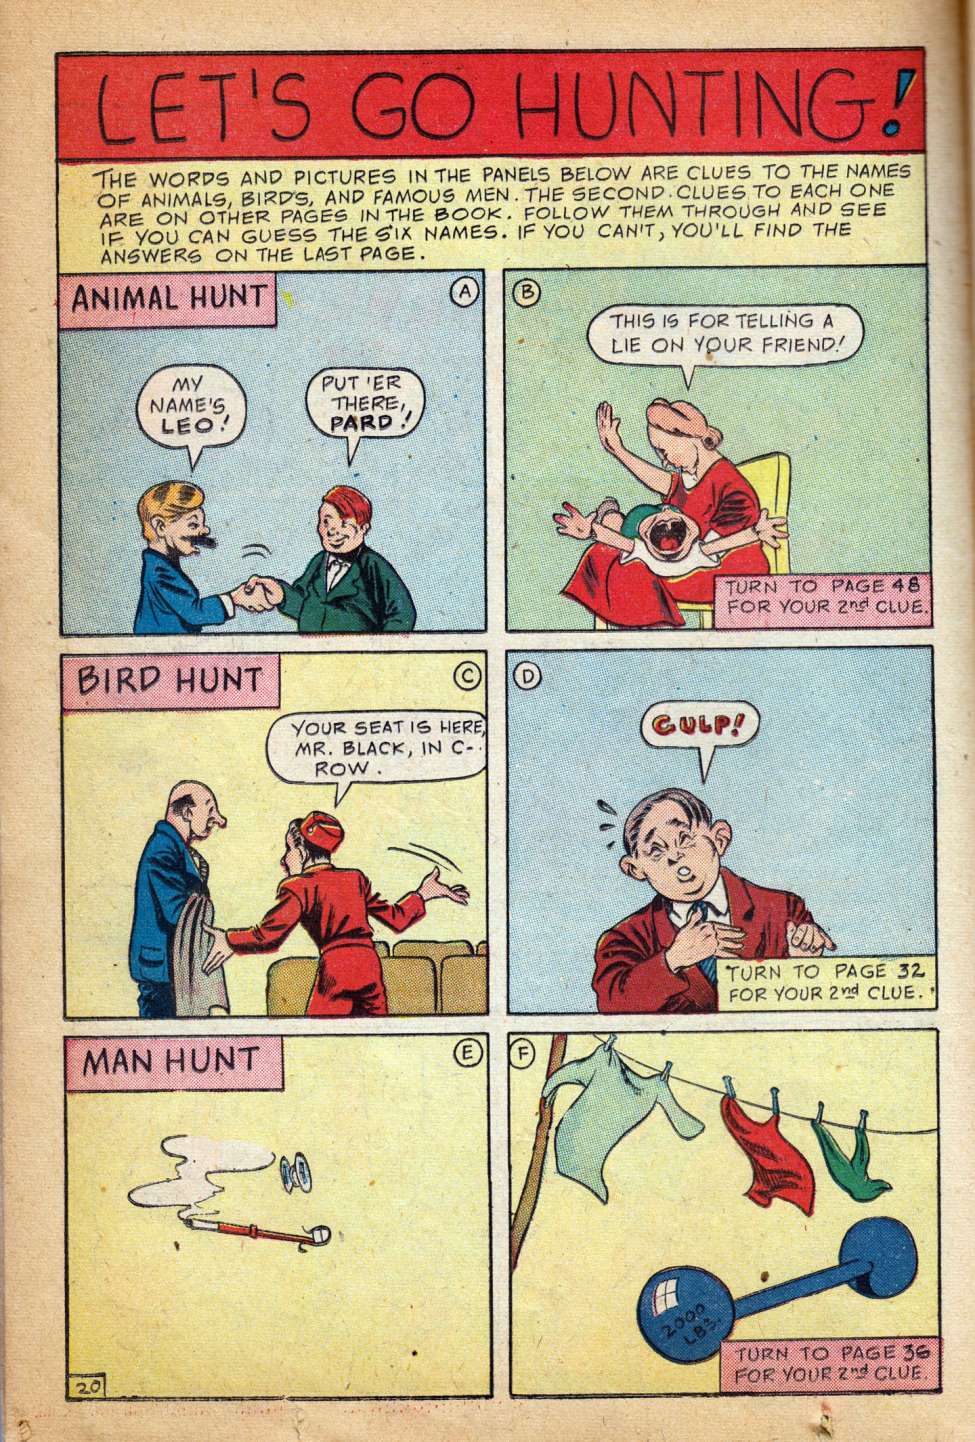 LET'S GO HUNTING!
THE WORDS AND PICTURES IN THE PANELS BELOW ARE CLUES TO THE NAMES
OF ANIMALS, BIRDS, AND FAMOUS MEN. THE SECOND CLUES TO EACH ONE
ARE ON OTHER PAGES IN THE BOOK. FOLLOW THEM THROUGH AND SEE
IF YOU CAN GUESS THE SIX NAMES. IF YOU CAN'T, YOU'LL FIND THE
ANSWERS ON THE LAST PAGE.
ANIMAL HUNT
A
MY
NAME'S
LEO!
PUT 'ER
THERE,
PARD!
B
THIS IS FOR TELLING A
LIE ON YOUR FRIEND!
TURN TO PAGE 48
FOR YOUR 2nd CLUE.
BIRD HUNT
C
YOUR SEAT IS HERE,
MR. BLACK, IN C-
ROW.
D
GULP!
TURN TO PAGE 32
FOR YOUR 2nd CLUE.
MAN HUNT
E
20
F
2000
LBS.
TURN TO PAGE 36
FOR YOUR 2nd CLUE.